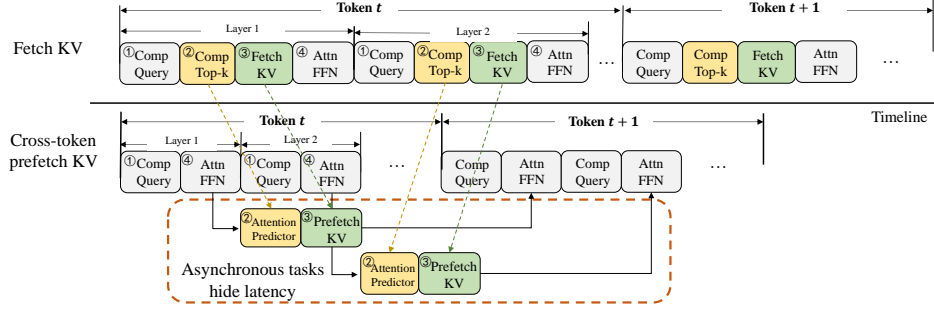 Token t
Token t + 1
Layer 1
Layer 2
Fetch KV
①Comp Query
②Comp Top-k
③Fetch KV
④ Attn FFN
①Comp Query
②Comp Top-k
③Fetch KV
④ Attn FFN
...
Comp Query
Comp Top-k
Fetch KV
Attn FFN
...
Timeline
Cross-token
prefetch KV
Token t
Token t + 1
Layer 1
Layer 2
①Comp Query
④ Attn FFN
①Comp Query
④ Attn FFN
...
Comp Query
Attn FFN
Comp Query
Attn FFN
...
②Attention Predictor
③Prefetch KV
②Attention Predictor
③Prefetch KV
Asynchronous tasks
hide latency